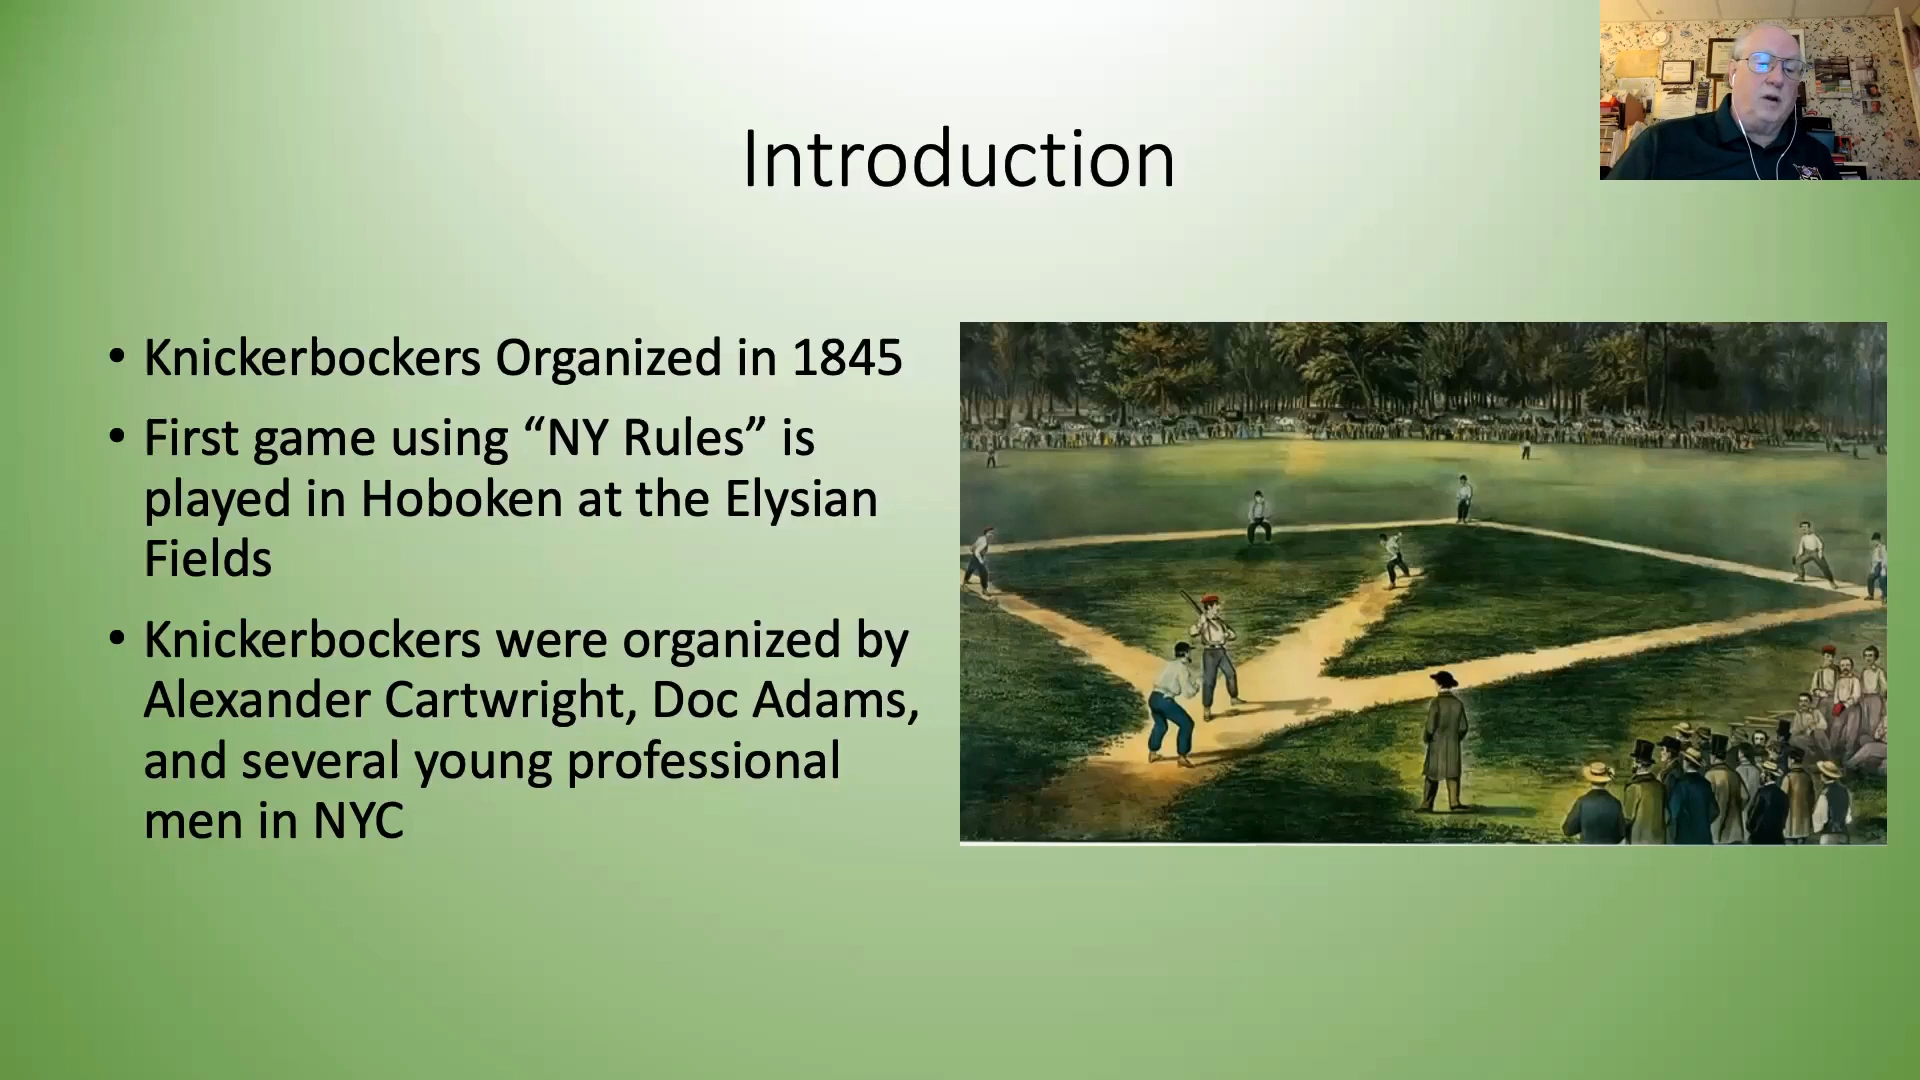 Introduction
• Knickerbockers Organized in 1845
• First game using “NY Rules” is
played in Hoboken at the Elysian
Fields
• Knickerbockers were organized by
Alexander Cartwright, Doc Adams,
and several young professional
men in NYC